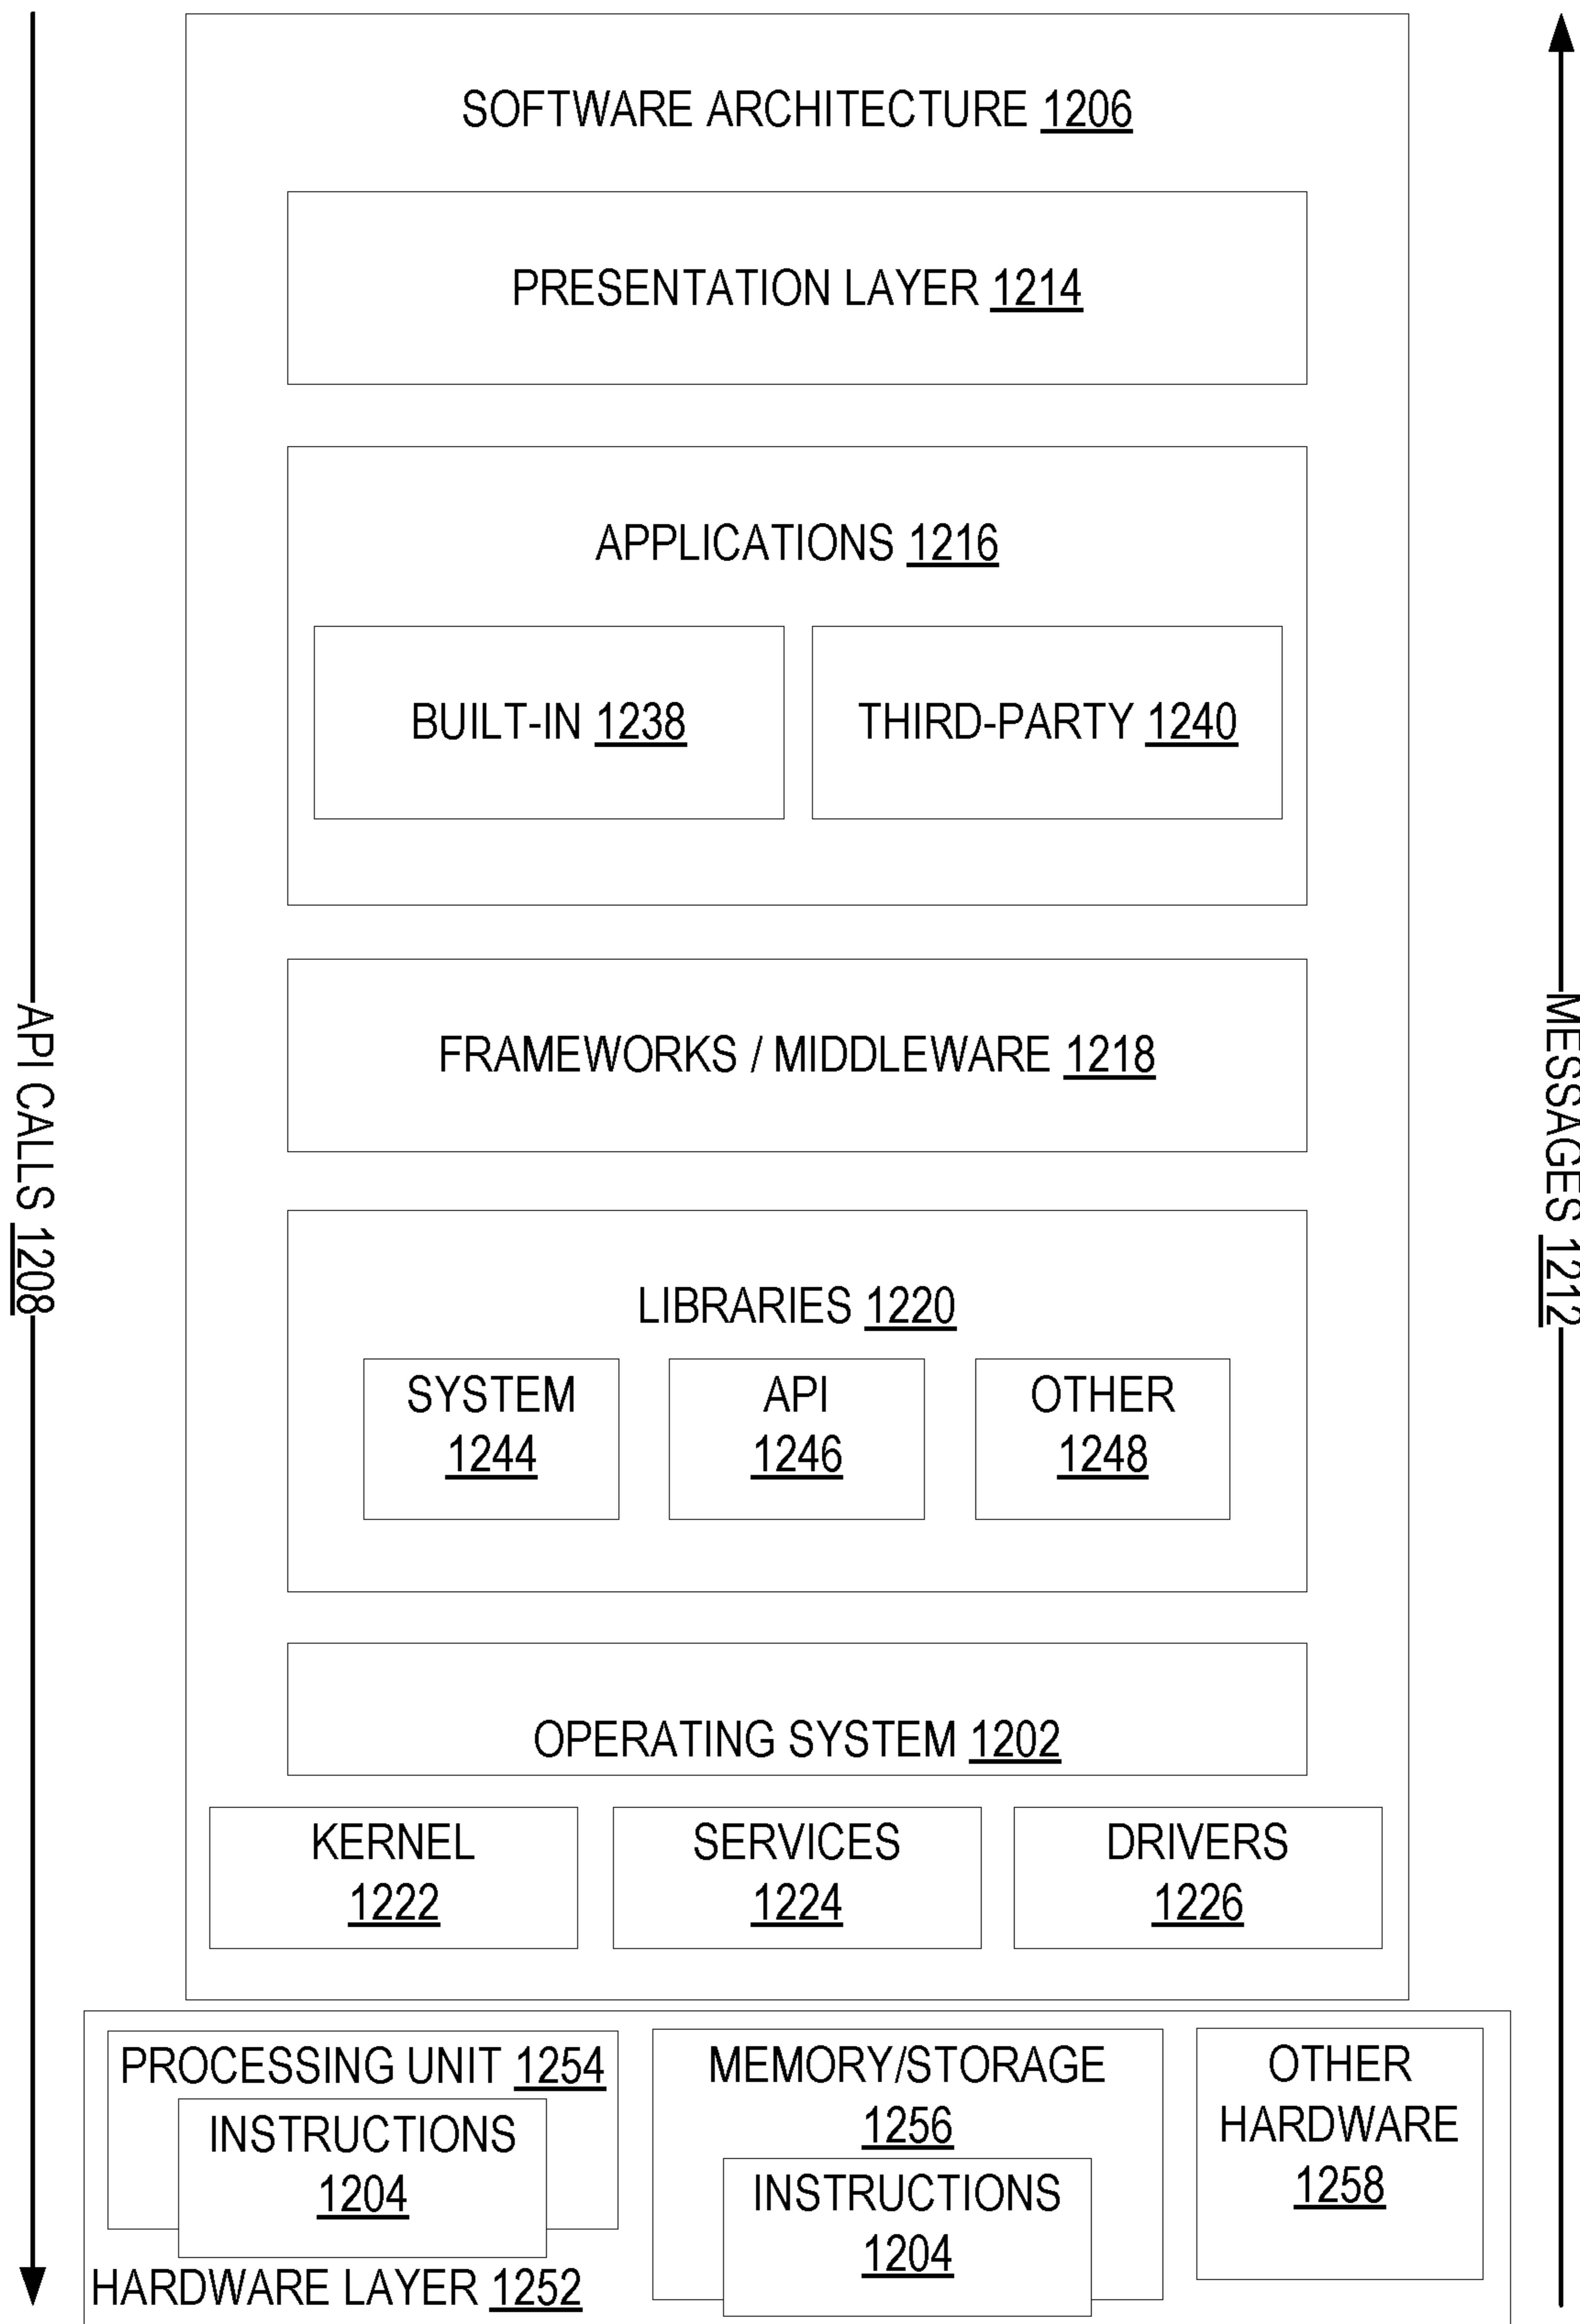 SOFTWARE ARCHITECTURE 1206
PRESENTATION LAYER 1214
APPLICATIONS 1216
BUILT-IN 1238
THIRD-PARTY 1240
FRAMEWORKS / MIDDLEWARE 1218
API CALLS 1208
MESSAGES 1212
LIBRARIES 1220
SYSTEM
1244
API
1246
OTHER
1248
OPERATING SYSTEM 1202
KERNEL
1222
SERVICES
1224
DRIVERS
1226
PROCESSING UNIT 1254
INSTRUCTIONS
1204
MEMORY/STORAGE
1256
INSTRUCTIONS
1204
OTHER
HARDWARE
1258
HARDWARE LAYER 1252